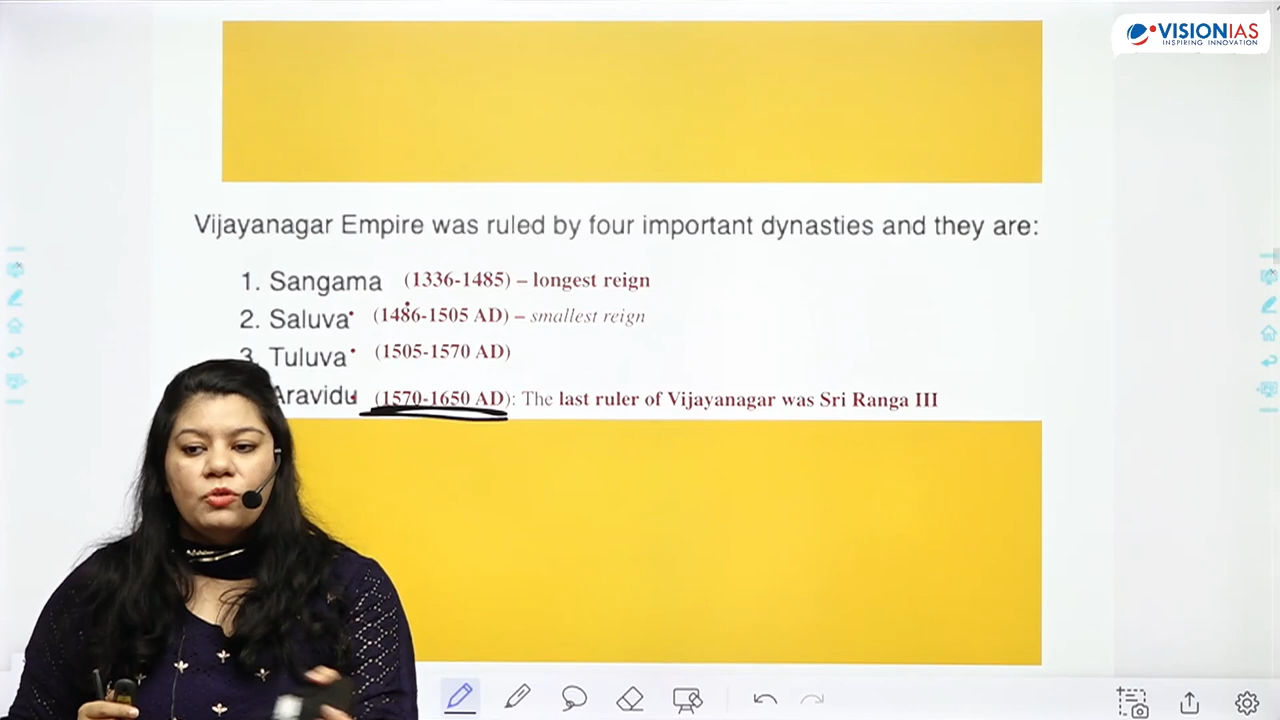 VISIONIAS
INSPIRING INNOVATION
Vijayanagar Empire was ruled by four important dynasties and they are:
1. Sangama (1336-1485) – longest reign
2. Saluva (1486-1505 AD) – smallest reign
3. Tuluva (1505-1570 AD)
Aravidu (1570-1650 AD): The last ruler of Vijayanagar was Sri Ranga III